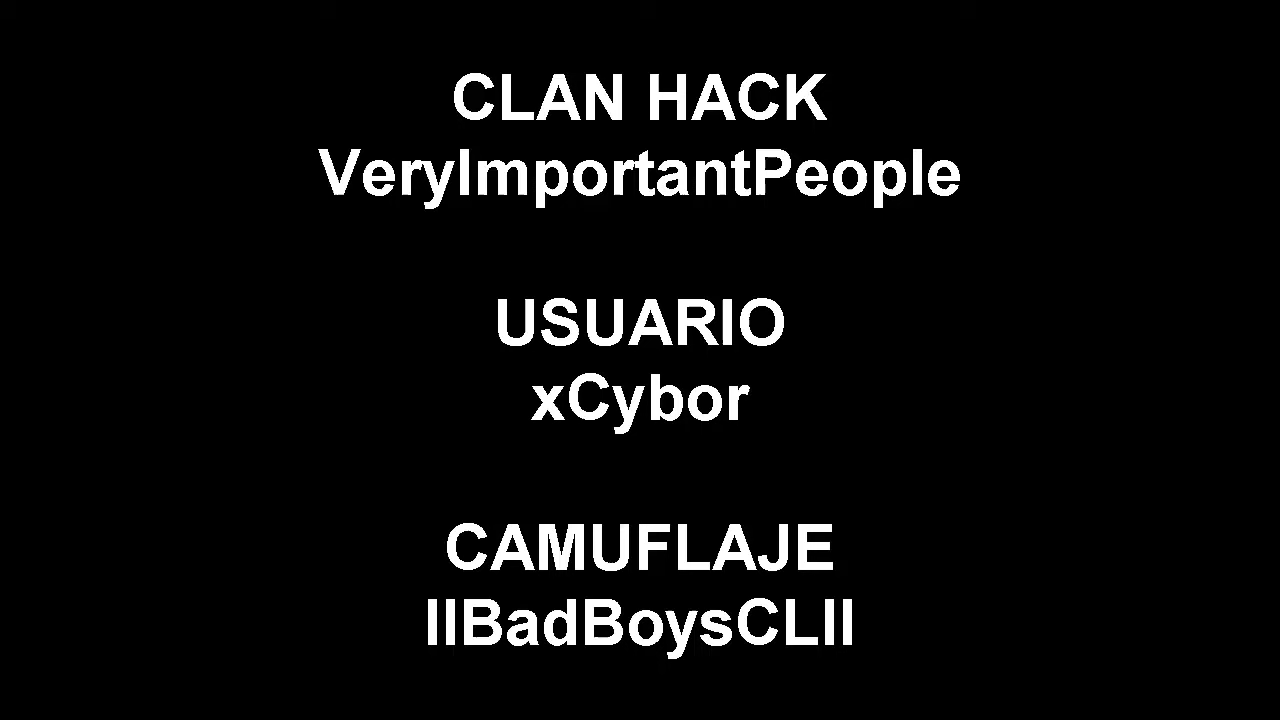 CLAN HACK
VeryImportantPeople
USUARIO
xCybor
CAMUFLAJE
IIBadBoysCLII